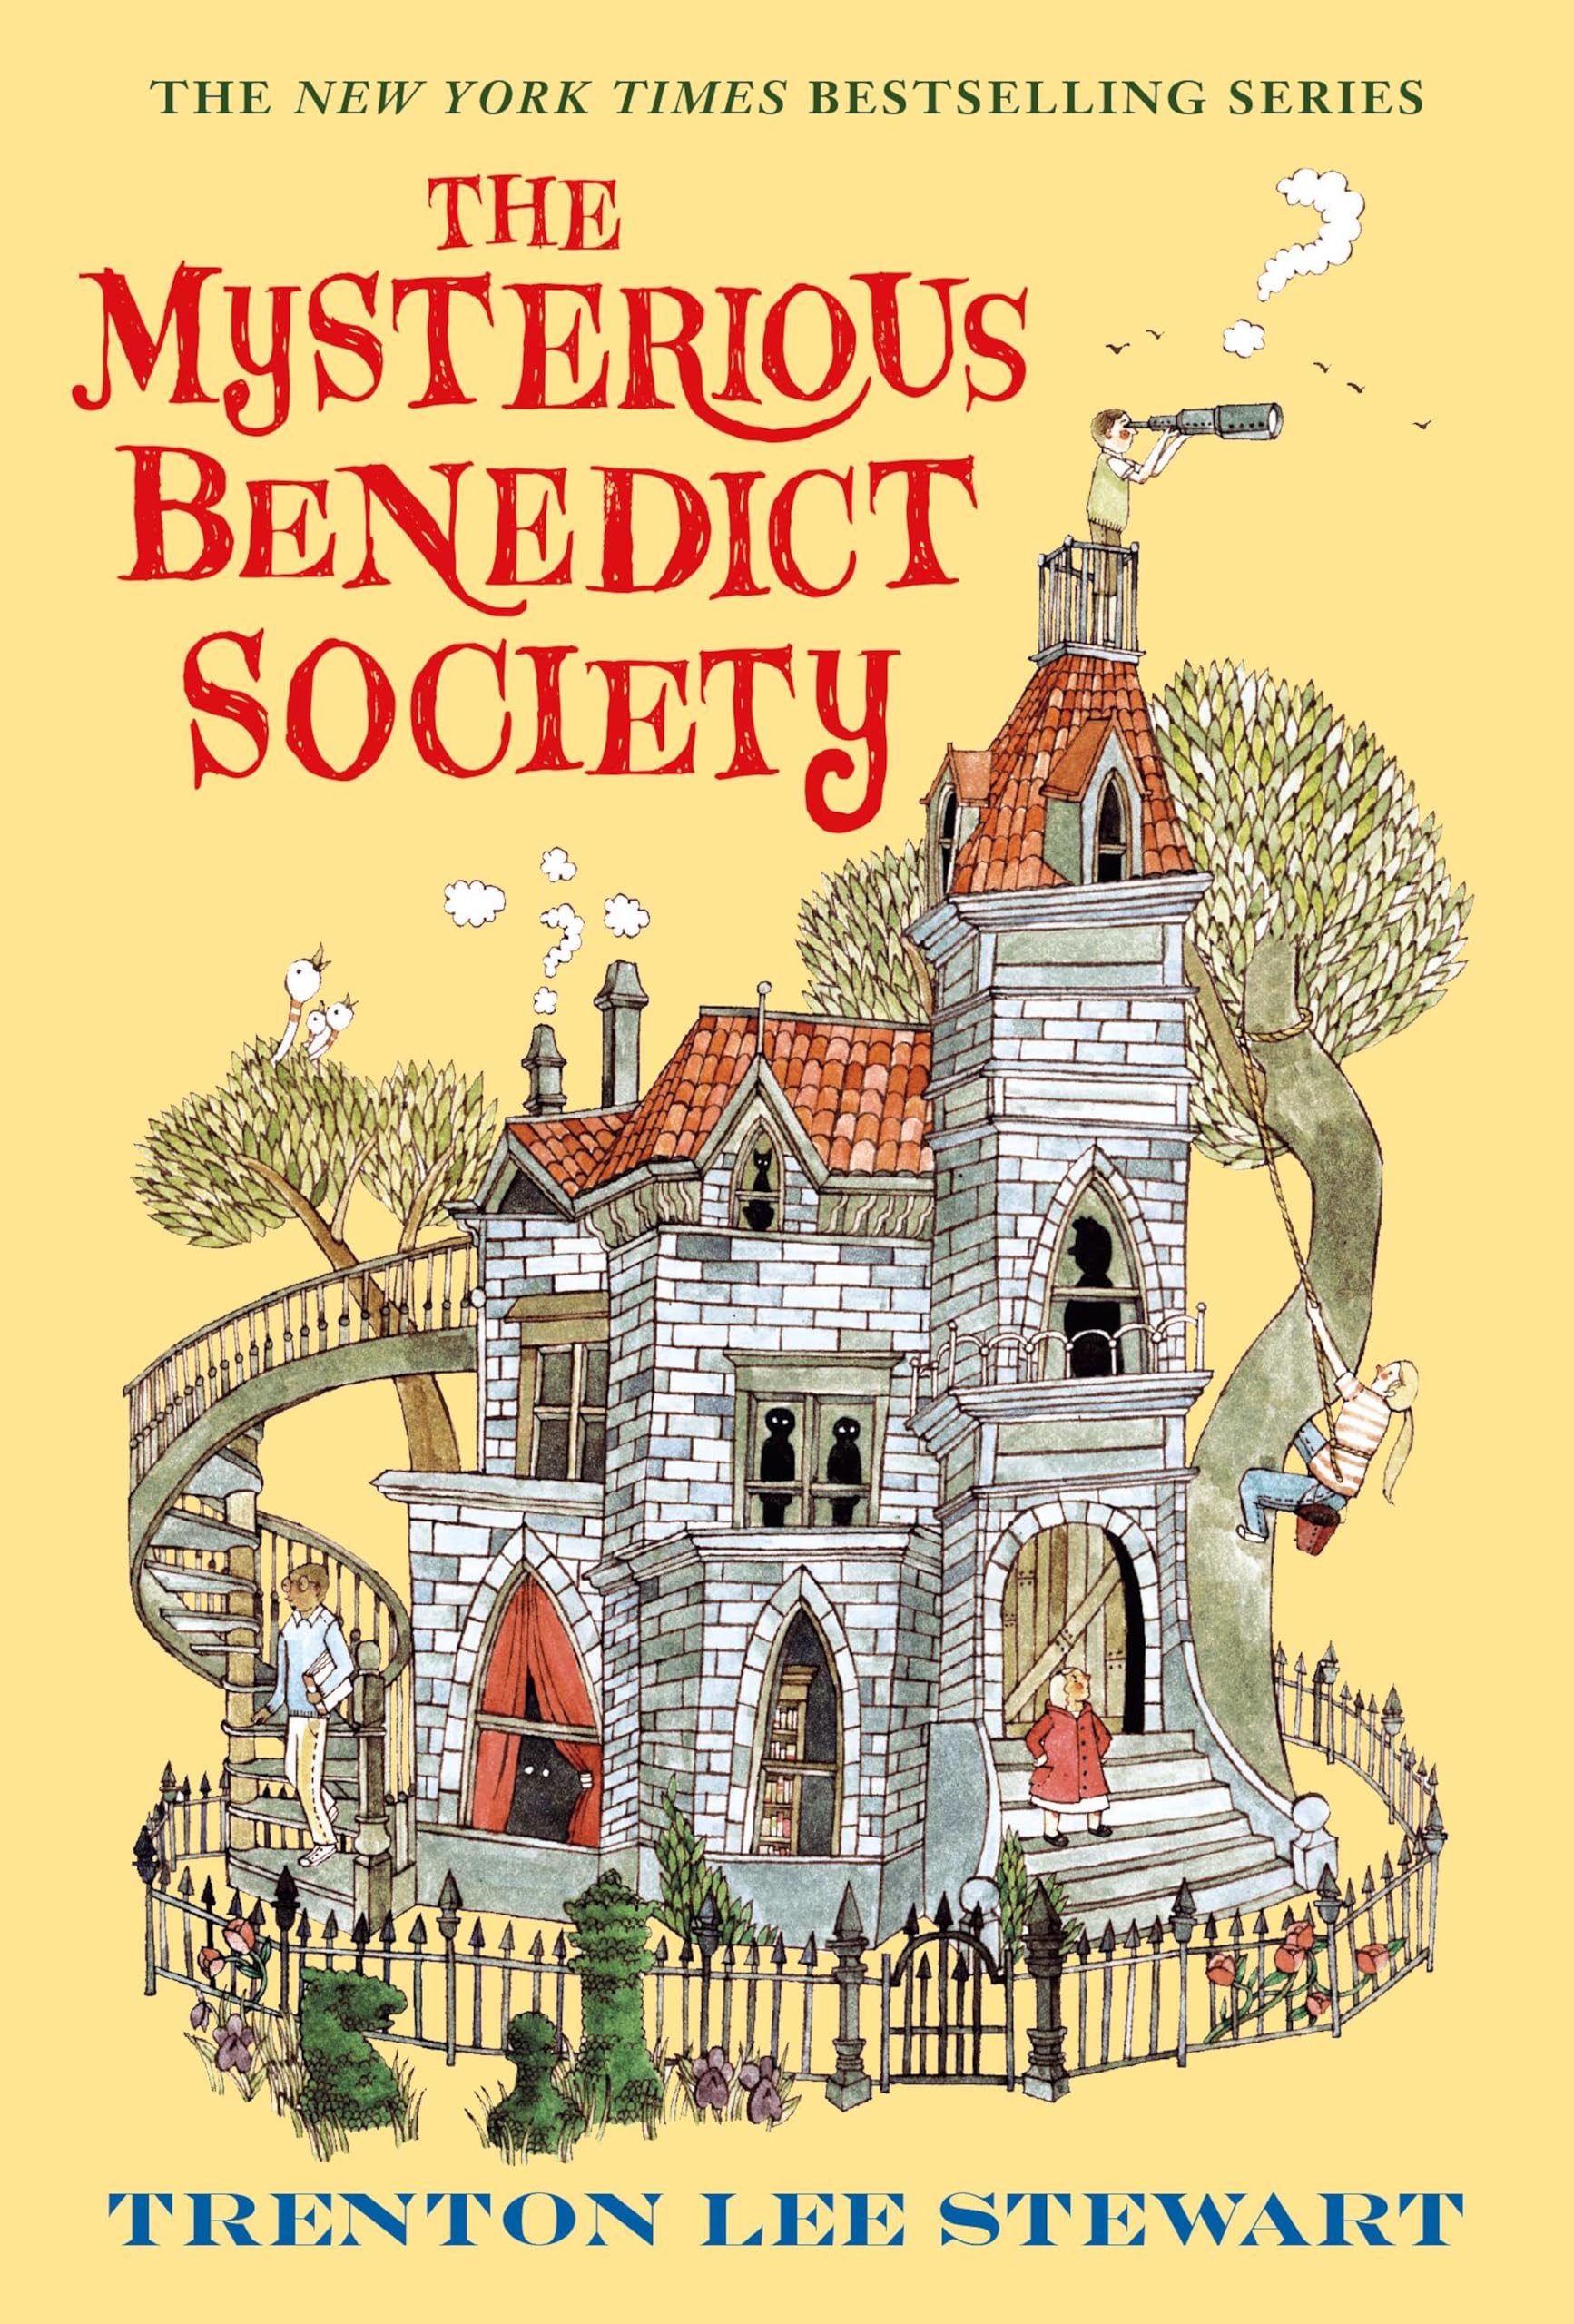 THE NEW YORK TIMES BESTSELLING SERIES
THE
MySTERIOUS
BENEDICT
SOCIETy
TRENTON LEE STEWART